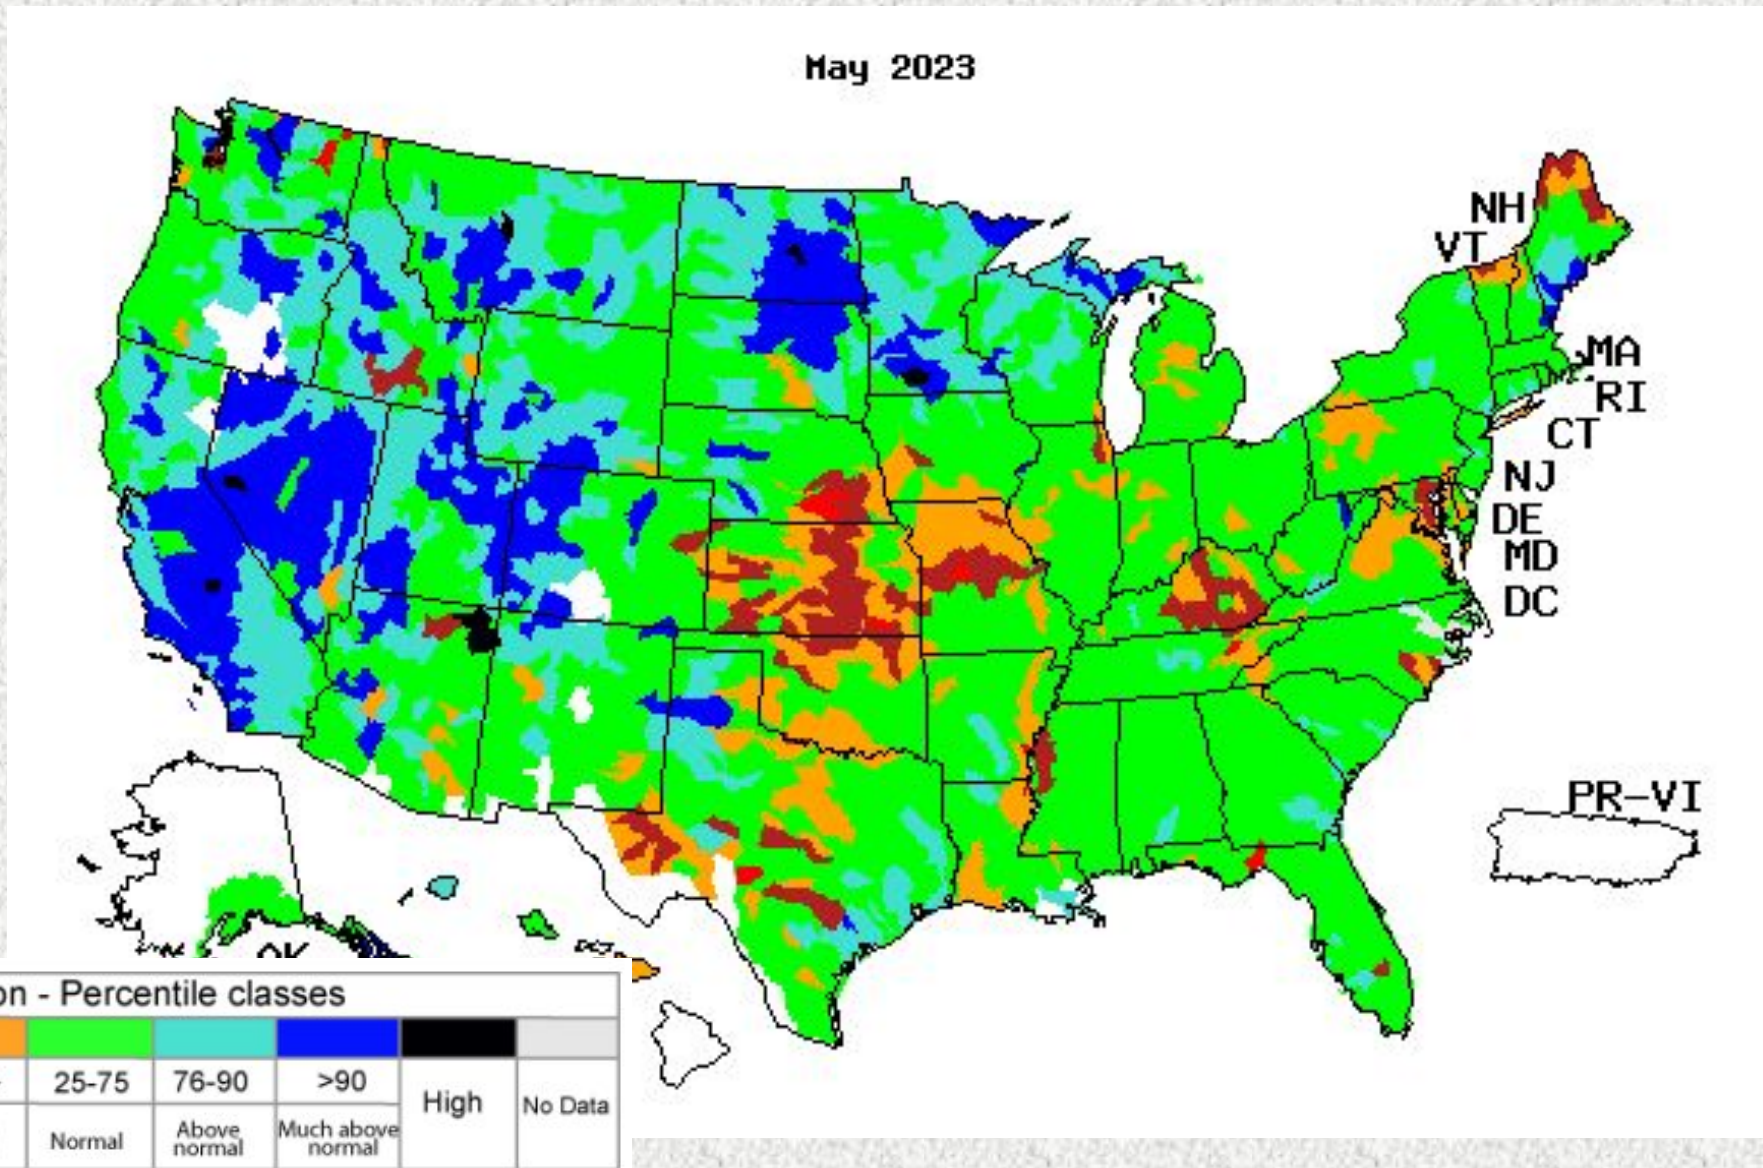 May 2023
NH
VT
MA
RI
CT
NJ
DE
MD
DC
PR-VI
on - Percentile classes
25-75 76-90 >90 High No Data
Normal Above normal Much above normal